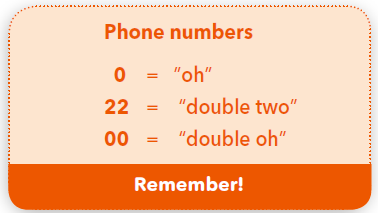 Phone numbers
0 = "oh"
22 = "double two"
00 = "double oh"
Remember!